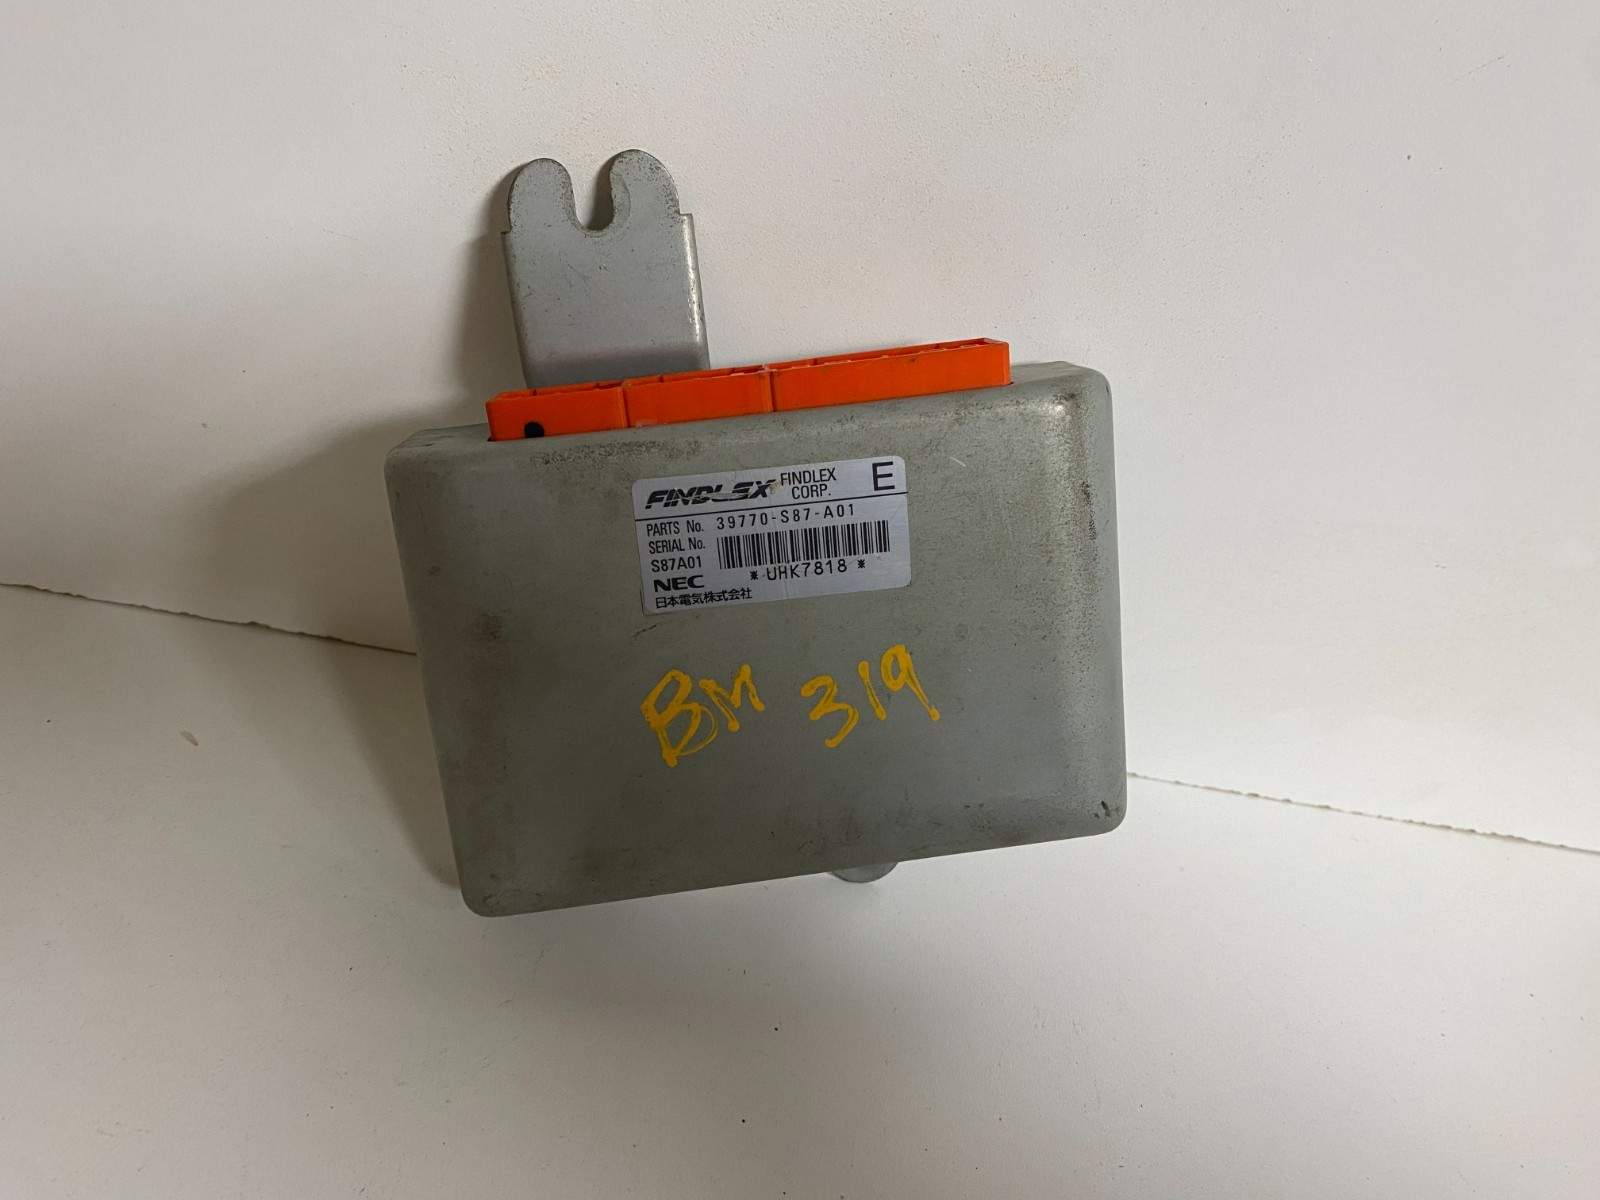 FINDLEX FINDLEX CORP. E
PARTS No. 39770-S87-A01
SERIAL No.
S87A01
* UHK7818 *
NEC
日本電気株式会社
BM 319